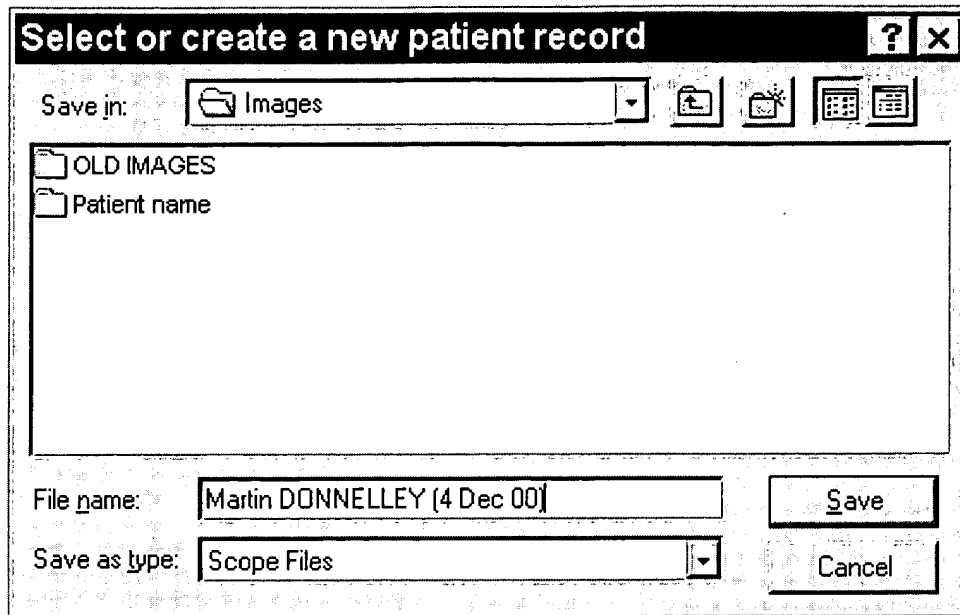 Select or create a new patient record ? X
Save in: Images
OLD IMAGES
Patient name
File name: Martin DONNELLEY (4 Dec 00)
Save
Save as type: Scope Files
Cancel